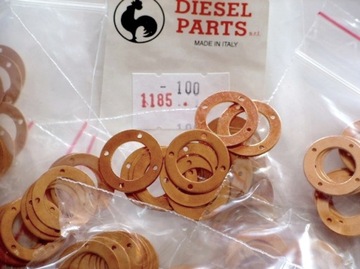 DIESEL
PARTS s.r.l.
MADE IN ITALY
- 100
1185